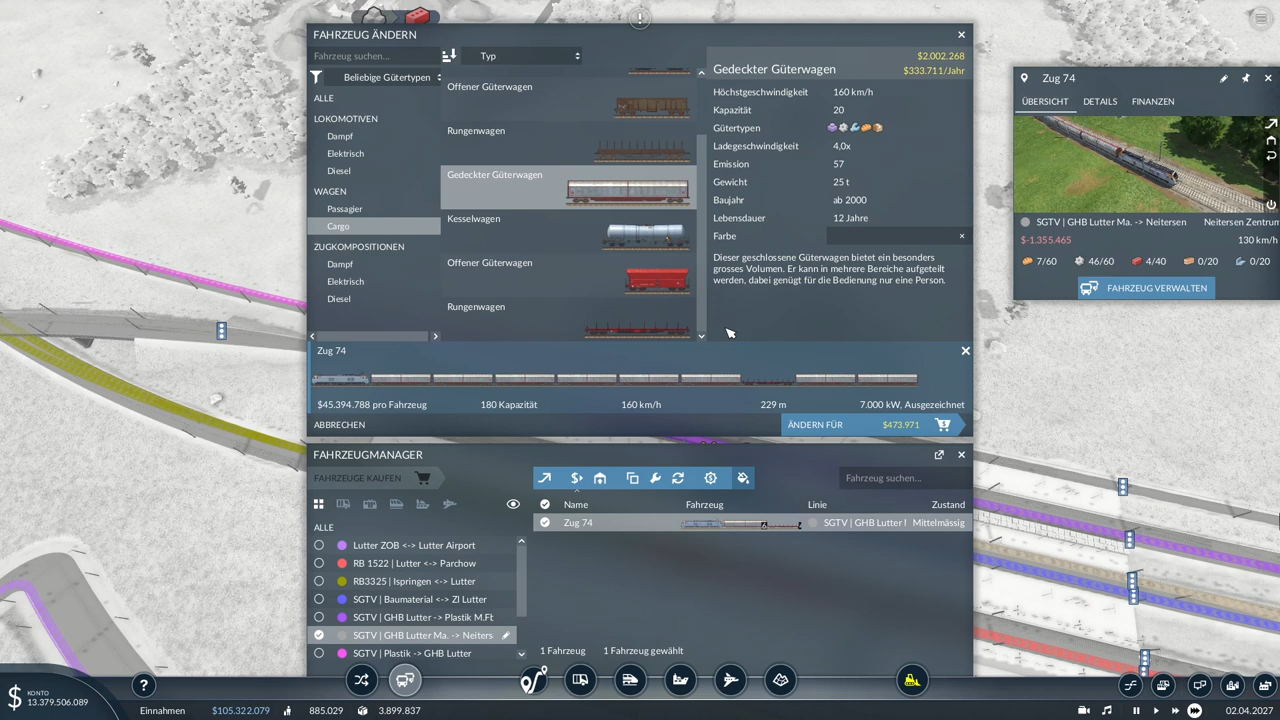 FAHRZEUG ÄNDERN
Fahrzeug suchen...
Typ
Beliebige Gütertypen
ALLE
LOKOMOTIVEN
Dampf
Elektrisch
Diesel
WAGEN
Passagier
Cargo
ZUGKOMPOSITIONEN
Dampf
Elektrisch
Diesel
Offener Güterwagen
Rungenwagen
Gedeckter Güterwagen
Kesselwagen
Offener Güterwagen
Rungenwagen
$2.002.268
Gedeckter Güterwagen
$333.711/Jahr
Höchstgeschwindigkeit 160 km/h
Kapazität 20
Gütertypen
Ladegeschwindigkeit 4,0x
Emission 57
Gewicht 25 t
Baujahr ab 2000
Lebensdauer 12 Jahre
Farbe
Dieser geschlossene Güterwagen bietet ein besonders
grosses Volumen. Er kann in mehrere Bereiche aufgeteilt
werden, dabei genügt für die Bedienung nur eine Person.
Zug 74
$45.394.788 pro Fahrzeug 180 Kapazität 160 km/h 229 m 7.000 kW, Ausgezeichnet
ABBRECHEN
ÄNDERN FÜR $473.971
Zug 74
ÜBERSICHT DETAILS FINANZEN
SGTV | GHB Lutter Ma. -> Neitersen Neitersen Zentrum
$-1.355.465 130 km/h
7/60 46/60 4/40 0/20 0/20
FAHRZEUG VERWALTEN
FAHRZEUGMANAGER
FAHRZEUGE KAUFEN
Fahrzeug suchen...
Name Fahrzeug Linie Zustand
Zug 74 SGTV | GHB Lutter Mittelmässig
ALLE
Lutter ZOB <-> Lutter Airport
RB 1522 | Lutter <-> Parchow
RB3325 | Ispringen <-> Lutter
SGTV | Baumaterial <-> ZI Lutter
SGTV | GHB Lutter -> Plastik M.Ft
SGTV | GHB Lutter Ma. -> Neiters
SGTV | Plastik -> GHB Lutter
1 Fahrzeug 1 Fahrzeug gewählt
$ KONTO
13.379.506.089
?
Einnahmen $105.322.079 885.029 3.899.837
02.04.2027